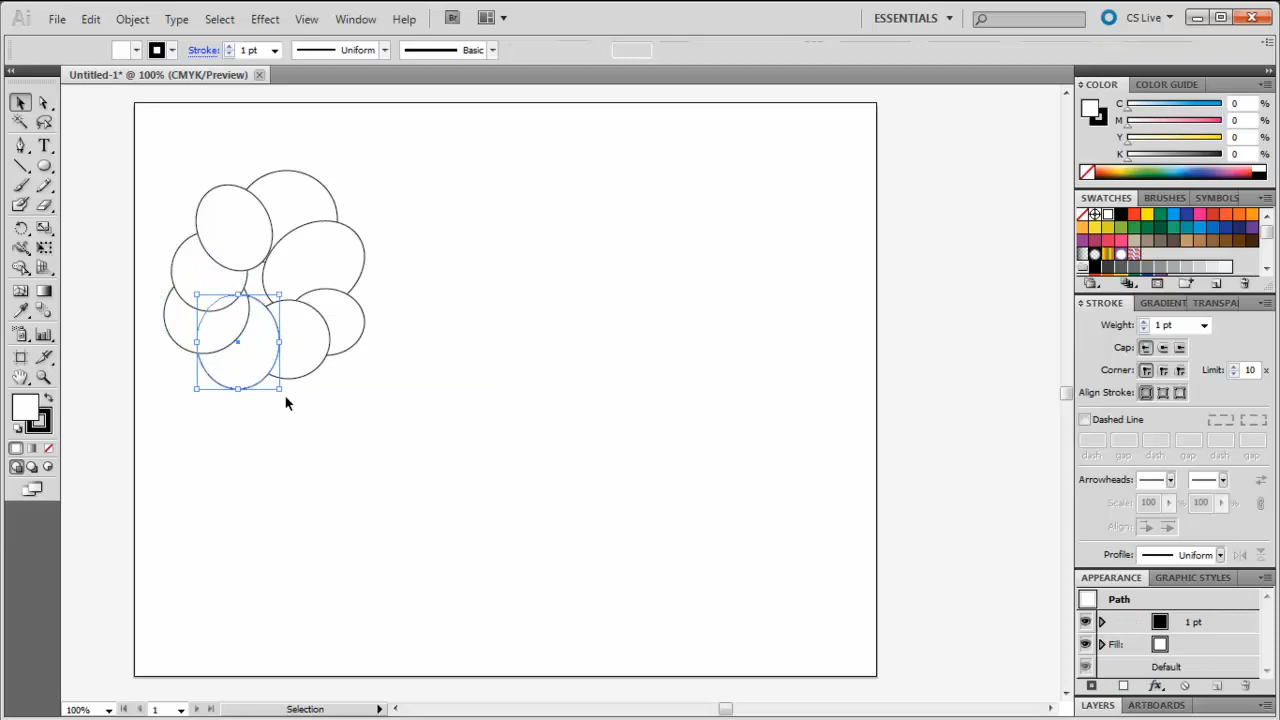 Ai File Edit Object Type Select Effect View Window Help Br ESSENTIALS CS Live
Stroke: 1 pt Uniform Basic
Untitled-1* @ 100% (CMYK/Preview)
COLOR COLOR GUIDE
C 0 %
M 0 %
Y 0 %
K 0 %
SWATCHES BRUSHES SYMBOLS
STROKE GRADIENT TRANSPA
Weight: 1 pt
Cap:
Corner: Limit: 10 x
Align Stroke:
Dashed Line
dash gap dash gap dash gap
Arrowheads:
Scale: 100 % 100 %
Align:
Profile: Uniform
APPEARANCE GRAPHIC STYLES
Path
1 pt
Fill:
Default
fx
LAYERS ARTBOARDS
100% 1 Selection